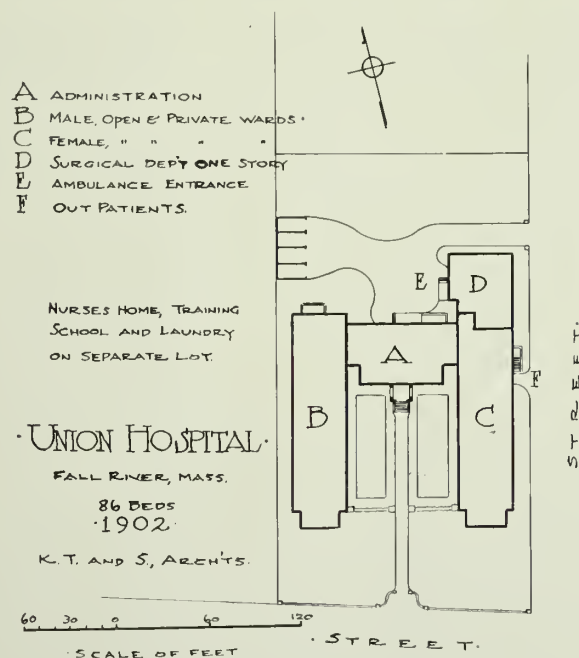 A ADMINISTRATION
B MALE, OPEN & PRIVATE WARDS.
C FEMALE, " " " "
D SURGICAL DEP'T ONE STORY
E AMBULANCE ENTRANCE
F OUT PATIENTS.
NURSES HOME, TRAINING
SCHOOL AND LAUNDRY
ON SEPARATE LOT.
·UNION HOSPITAL·
FALL RIVER, MASS.
86 BEDS
·1902·
K. T. AND S., ARCH'TS.
E
D
A
F
B
C
STREET.
60 30 0 60 120
·SCALE OF FEET
·STREET.